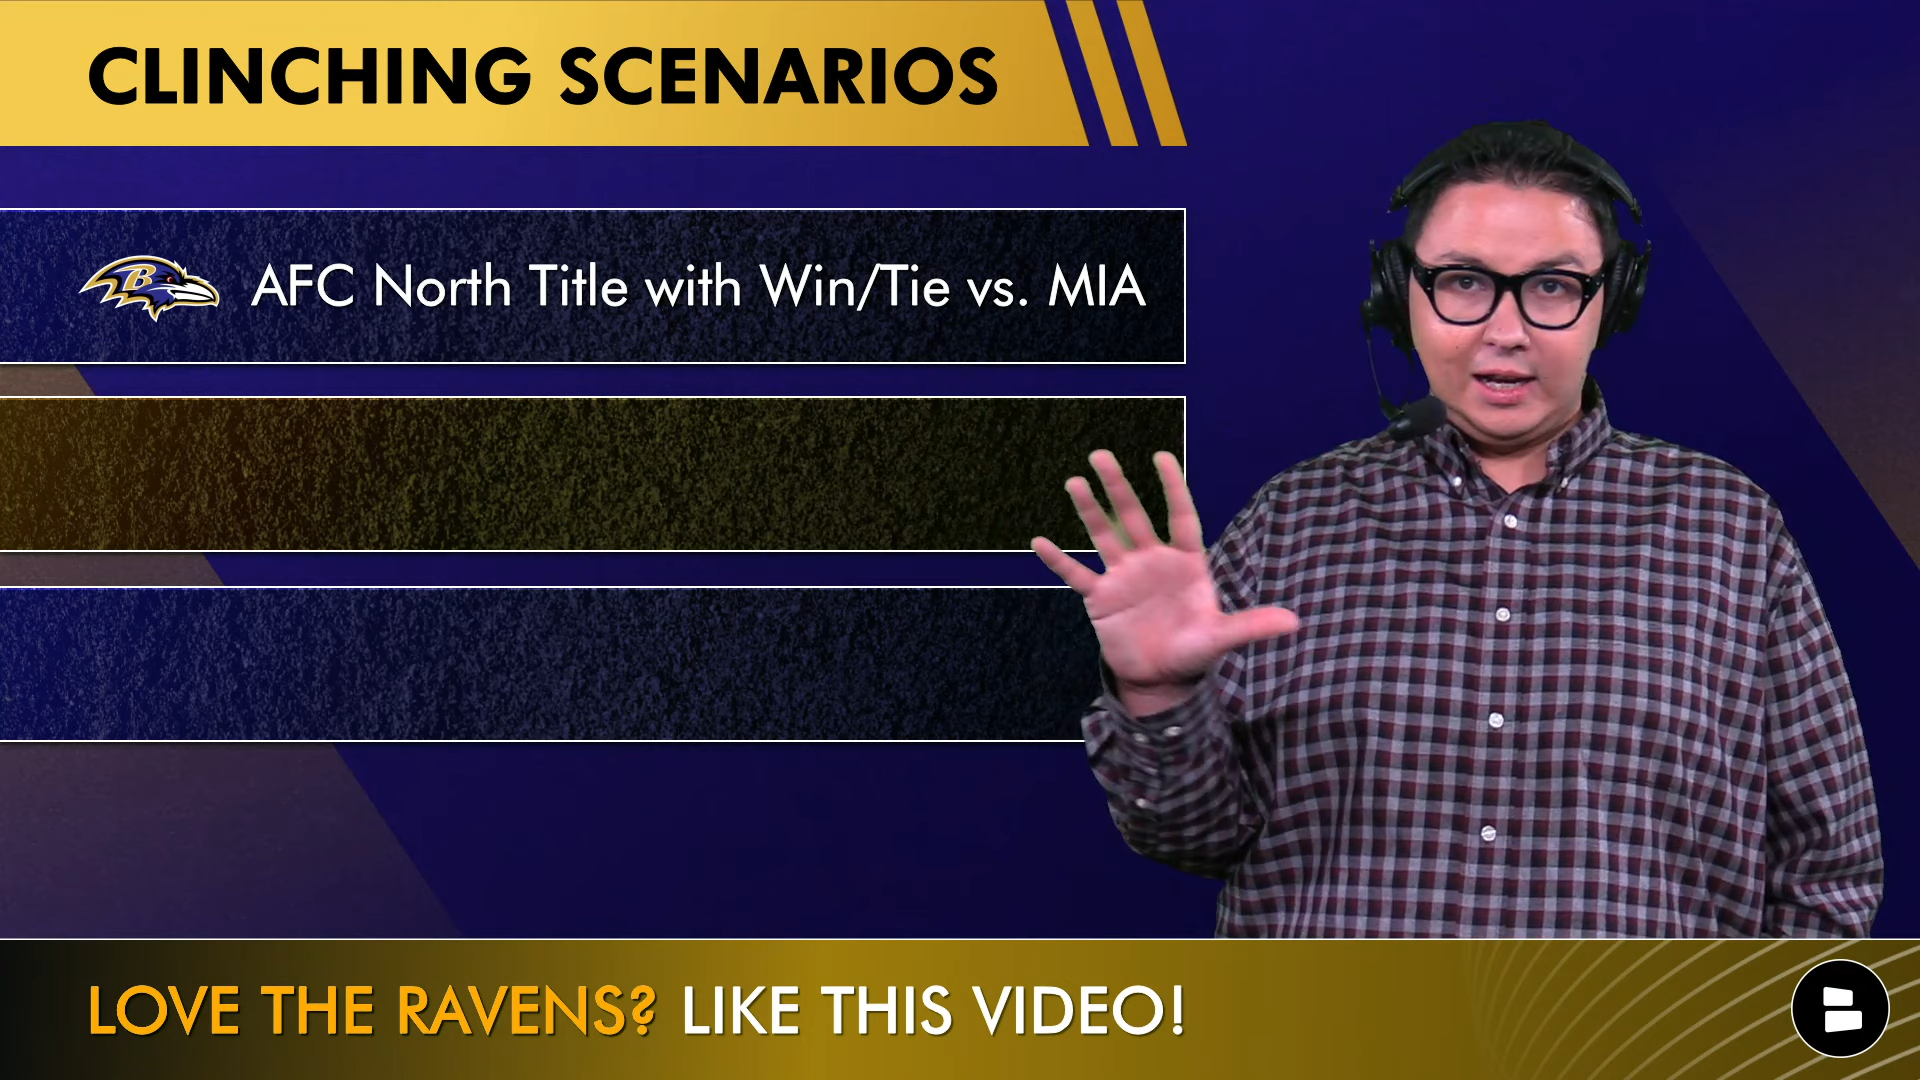 CLINCHING SCENARIOS
B
AFC North Title with Win/Tie vs. MIA
LOVE THE RAVENS? LIKE THIS VIDEO!